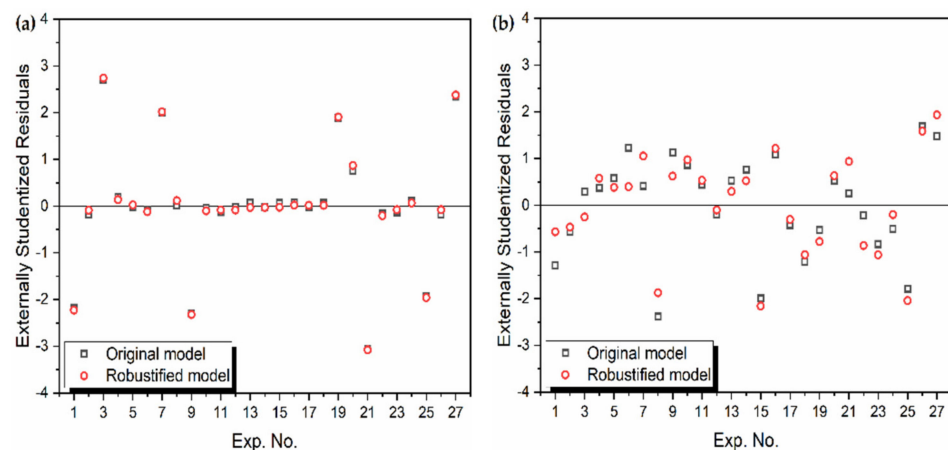 (a)
Externally Studentized Residuals
4
3
2
1
0
-1
-2
-3
-4
Original model
Robustified model
1 3 5 7 9 11 13 15 17 19 21 23 25 27
Exp. No.
(b)
Externally Studentized Residuals
4
3
2
1
0
-1
-2
-3
-4
Original model
Robustified model
1 3 5 7 9 11 13 15 17 19 21 23 25 27
Exp. No.